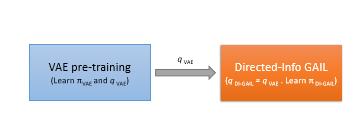 VAE pre-training
(Learn π_VAE and q_VAE)
q_VAE
Directed-Info GAIL
(q_DI-GAIL = q_VAE . Learn π_DI-GAIL)